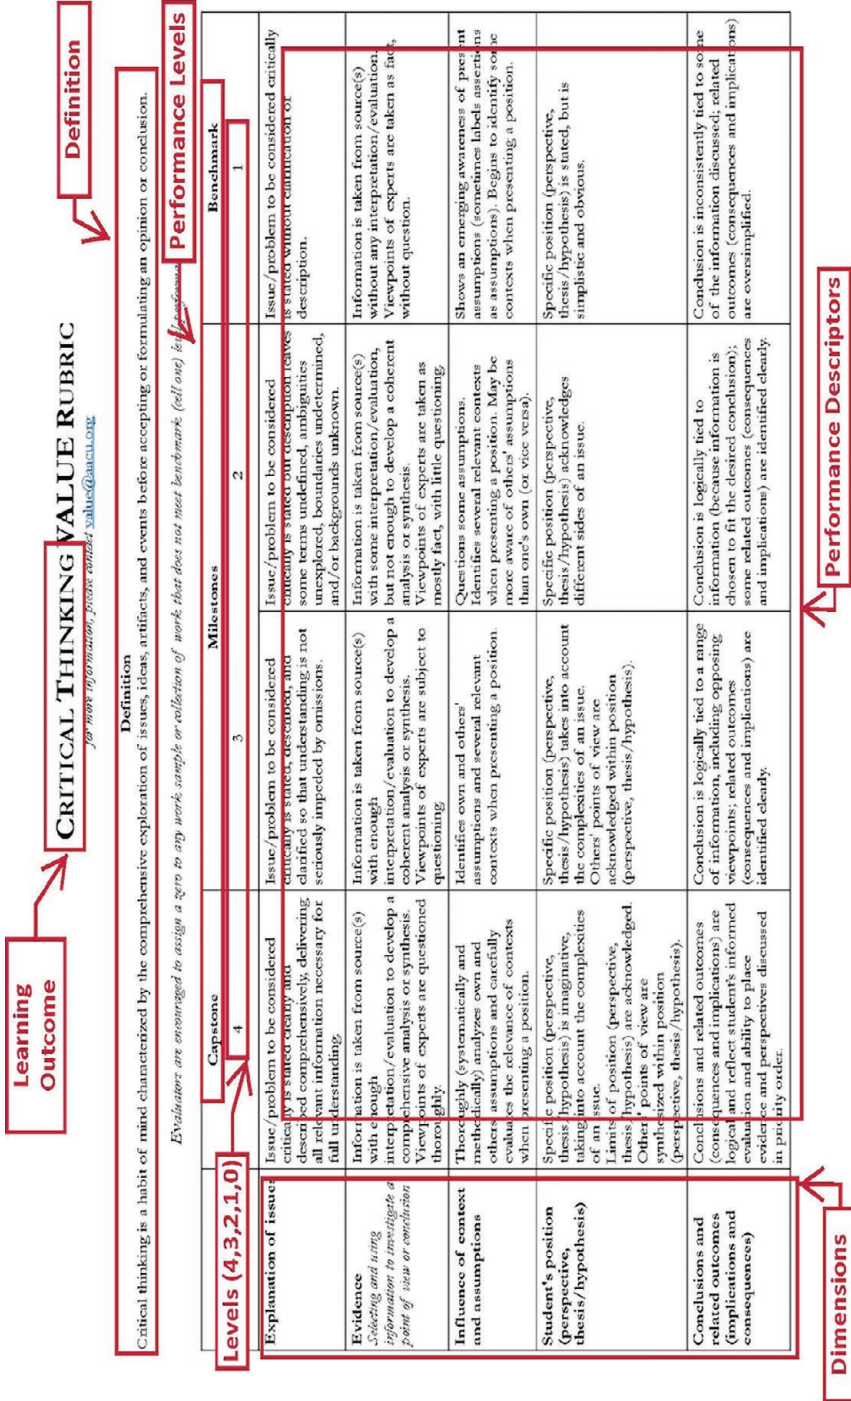 Learning
Outcome
Definition
CRITICAL THINKING VALUE RUBRIC
for more information, please contact value@aacu.org
Definition
Critical thinking is a habit of mind characterized by the comprehensive exploration of issues, ideas, artifacts, and events before accepting or formulating an opinion or conclusion.
Evaluators are encouraged to assign a zero to any work sample or collection of work that does not meet benchmark (cell one) level
Performance Levels
Levels (4,3,2,1,0)
Capstone
Milestones
Benchmark
4
3
2
1
Explanation of issues
Issue/problem to be considered
critically is stated clearly and
described comprehensively, delivering
all relevant information necessary for
full understanding.
Issue/problem to be considered
critically is stated, described, and
clarified so that understanding is not
seriously impeded by omissions.
Issue/problem to be considered
critically is stated but description leaves
some terms undefined, ambiguities
unexplored, boundaries undetermined,
and/or backgrounds unknown.
Issue/problem to be considered critically
is stated without clarification or
description.
Evidence
Selecting and using
information to investigate a
point of view or conclusion
Information is taken from source(s)
with enough
interpretation/evaluation to develop a
comprehensive analysis or synthesis.
Viewpoints of experts are questioned
thoroughly.
Information is taken from source(s)
with enough
interpretation/evaluation to develop a
coherent analysis or synthesis.
Viewpoints of experts are subject to
questioning.
Information is taken from source(s)
with some interpretation/evaluation,
but not enough to develop a coherent
analysis or synthesis.
Viewpoints of experts are taken as
mostly fact, with little questioning.
Information is taken from source(s)
without any interpretation/evaluation.
Viewpoints of experts are taken as fact,
without question.
Influence of context
and assumptions
Thoroughly (systematically and
methodically) analyzes own and
others' assumptions and carefully
evaluates the relevance of contexts
when presenting a position.
Identifies own and others'
assumptions and several relevant
contexts when presenting a position.
Questions some assumptions.
Identifies several relevant contexts
when presenting a position. May be
more aware of others' assumptions
than one's own (or vice versa).
Shows an emerging awareness of present
assumptions (sometimes labels assertions
as assumptions). Begins to identify some
contexts when presenting a position.
Student's position
(perspective,
thesis/hypothesis)
Specific position (perspective,
thesis/hypothesis) is imaginative,
taking into account the complexities
of an issue.
Limits of position (perspective,
thesis/hypothesis) are acknowledged.
Others' points of view are
synthesized within position
(perspective, thesis/hypothesis).
Specific position (perspective,
thesis/hypothesis) takes into account
the complexities of an issue.
Others' points of view are
acknowledged within position
(perspective, thesis/hypothesis).
Specific position (perspective,
thesis/hypothesis) acknowledges
different sides of an issue.
Specific position (perspective,
thesis/hypothesis) is stated, but is
simplistic and obvious.
Conclusions and
related outcomes
(implications and
consequences)
Conclusions and related outcomes
(consequences and implications) are
logical and reflect student's informed
evaluation and ability to place
evidence and perspectives discussed
in priority order.
Conclusion is logically tied to a range
of information, including opposing
viewpoints; related outcomes
(consequences and implications) are
identified clearly.
Conclusion is logically tied to
information (because information is
chosen to fit the desired conclusion);
some related outcomes (consequences
and implications) are identified clearly.
Conclusion is inconsistently tied to some
of the information discussed; related
outcomes (consequences and implications)
are oversimplified.
Dimensions
Performance Descriptors